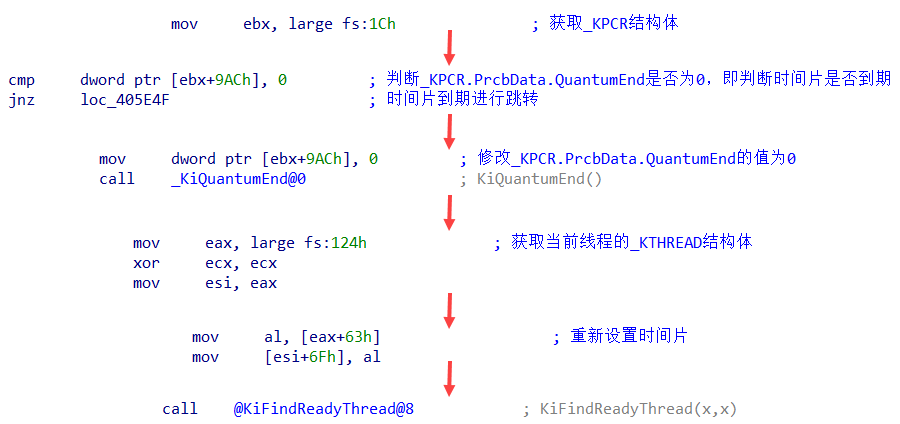 mov ebx, large fs:1Ch ; 获取_KPCR结构体
cmp dword ptr [ebx+9ACh], 0 ; 判断_KPCR.PrcbData.QuantumEnd是否为0，即判断时间片是否到期
jnz loc_405E4F ; 时间片到期进行跳转
mov dword ptr [ebx+9ACh], 0 ; 修改_KPCR.PrcbData.QuantumEnd的值为0
call _KiQuantumEnd@0 ; KiQuantumEnd()
mov eax, large fs:124h ; 获取当前线程的_KTHREAD结构体
xor ecx, ecx
mov esi, eax
mov al, [eax+63h] ; 重新设置时间片
mov [esi+6Fh], al
call @KiFindReadyThread@8 ; KiFindReadyThread(x,x)